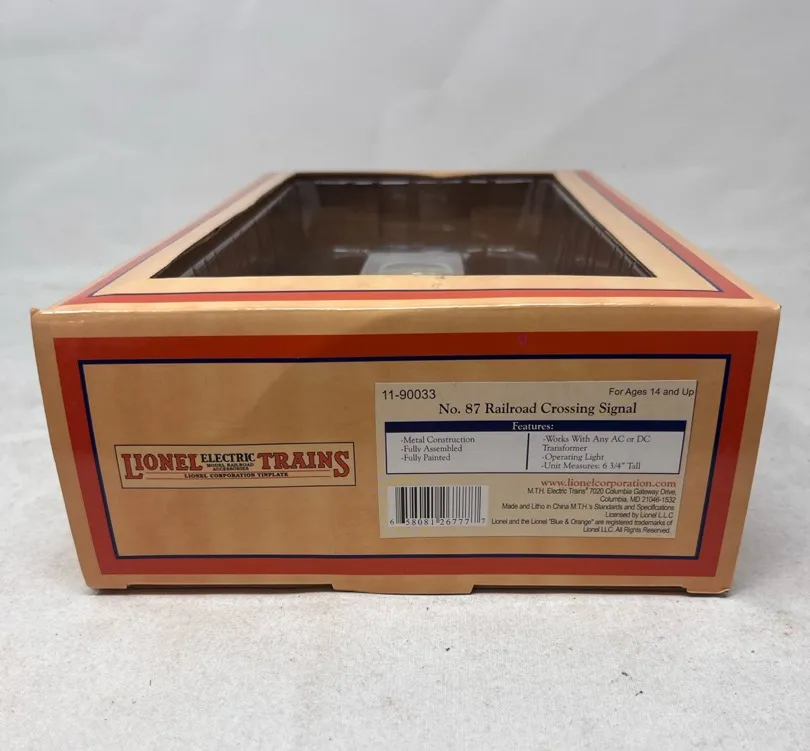 LIONEL ELECTRIC TRAINS
MODEL RAILROAD
ACCESSORIES
LIONEL CORPORATION TINPLATE
11-90033
For Ages 14 and Up
No. 87 Railroad Crossing Signal
Features:
-Metal Construction
-Fully Assembled
-Fully Painted
-Works With Any AC or DC
Transformer
-Operating Light
-Unit Measures: 6 3/4" Tall
www.lionelcorporation.com
M.T.H. Electric Trains® 7020 Columbia Gateway Drive,
Columbia, MD 21046-1532
Made and Litho in China M.T.H.'s Standards and Specifications
Licensed by Lionel L.L.C.
Lionel and the Lionel "Blue & Orange" are registered trademarks of
Lionel LLC. All Rights Reserved.
6 58081 26777 7